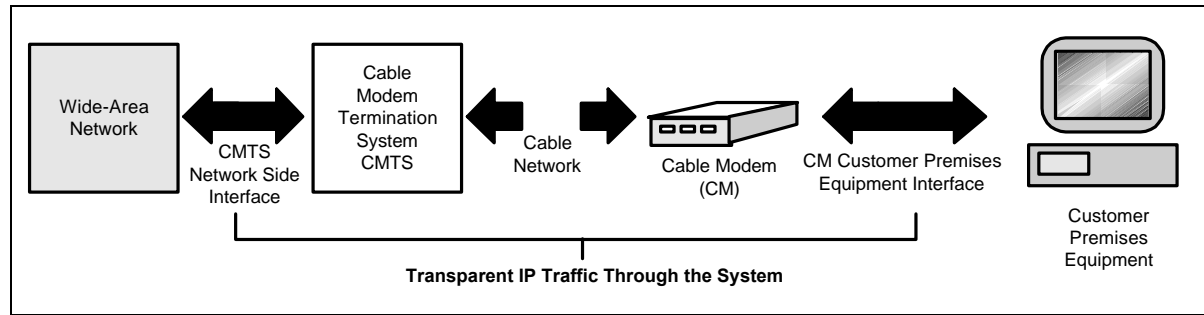 Wide-Area
Network
CMTS
Network Side
Interface
Cable
Modem
Termination
System
CMTS
Cable
Network
Cable Modem
(CM)
CM Customer Premises
Equipment Interface
Customer
Premises
Equipment
Transparent IP Traffic Through the System